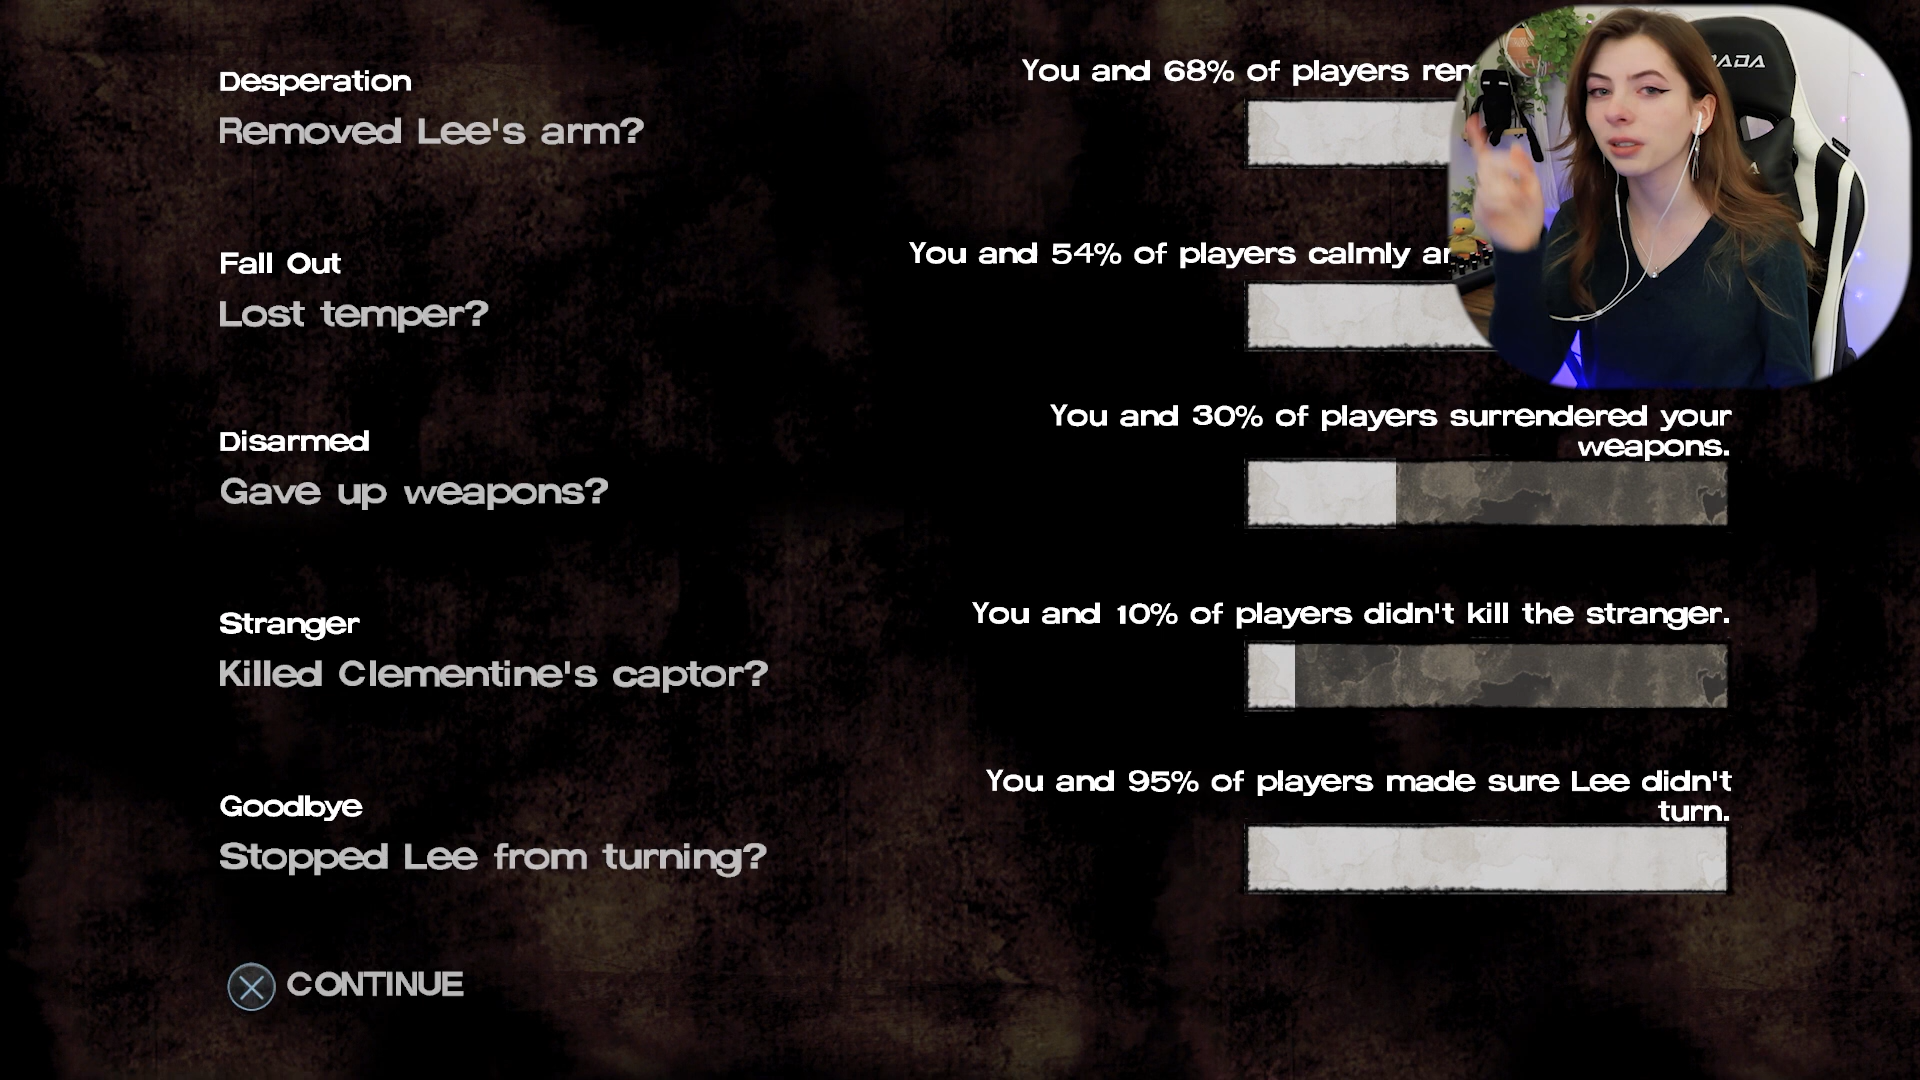 Desperation
Removed Lee's arm?
You and 68% of players
Fall Out
Lost temper?
You and 54% of players calmly
Disarmed
Gave up weapons?
You and 30% of players surrendered your
weapons.
Stranger
Killed Clementine's captor?
You and 10% of players didn't kill the stranger.
Goodbye
Stopped Lee from turning?
You and 95% of players made sure Lee didn't
turn.
CONTINUE